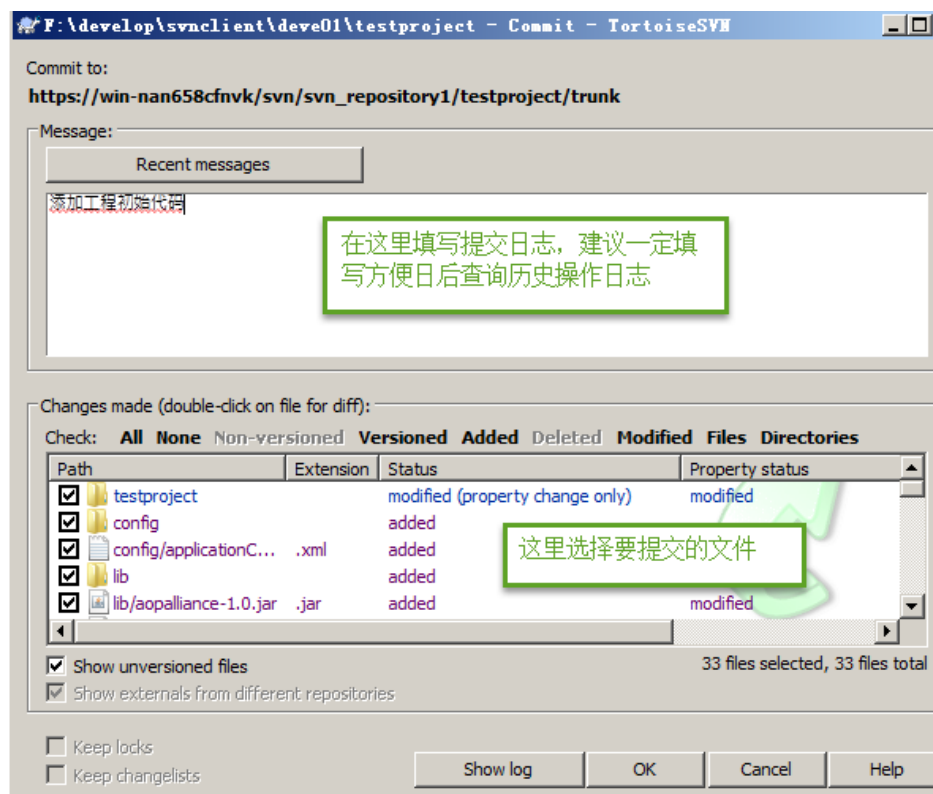 F:\develop\svnclient\deve01\testproject - Commit - TortoiseSVN
Commit to:
https://win-nan658cfnvk/svn/svn_repository1/testproject/trunk
Message:
Recent messages
添加工程初始代码
在这里填写提交日志，建议一定填
写方便日后查询历史操作日志
Changes made (double-click on file for diff):
Check: All None Non-versioned Versioned Added Deleted Modified Files Directories
Path Extension Status Property status
testproject modified (property change only) modified
config added
config/applicationC... .xml added
这里选择要提交的文件
lib added
lib/aopalliance-1.0.jar .jar added modified
Show unversioned files 33 files selected, 33 files total
Show externals from different repositories
Keep locks
Keep changelists
Show log OK Cancel Help